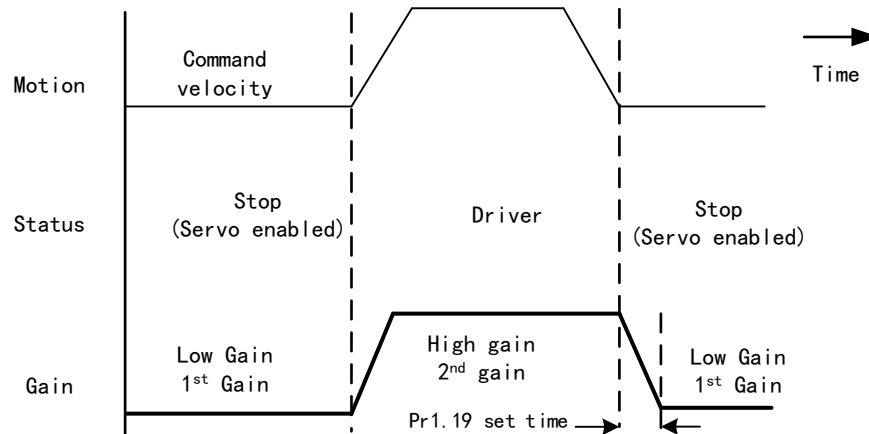 Command
velocity
Motion
Time
Status
Stop
(Servo enabled)
Driver
Stop
(Servo enabled)
Gain
Low Gain
1st Gain
High gain
2nd gain
Low Gain
1st Gain
Pr1.19 set time